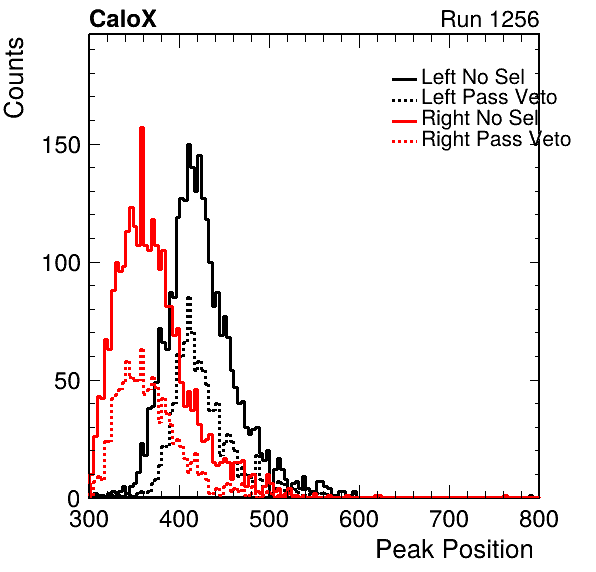 CaloX Run 1256
Counts
Left No Sel
Left Pass Veto
Right No Sel
Right Pass Veto
150
100
50
0
300 400 500 600 700 800
Peak Position